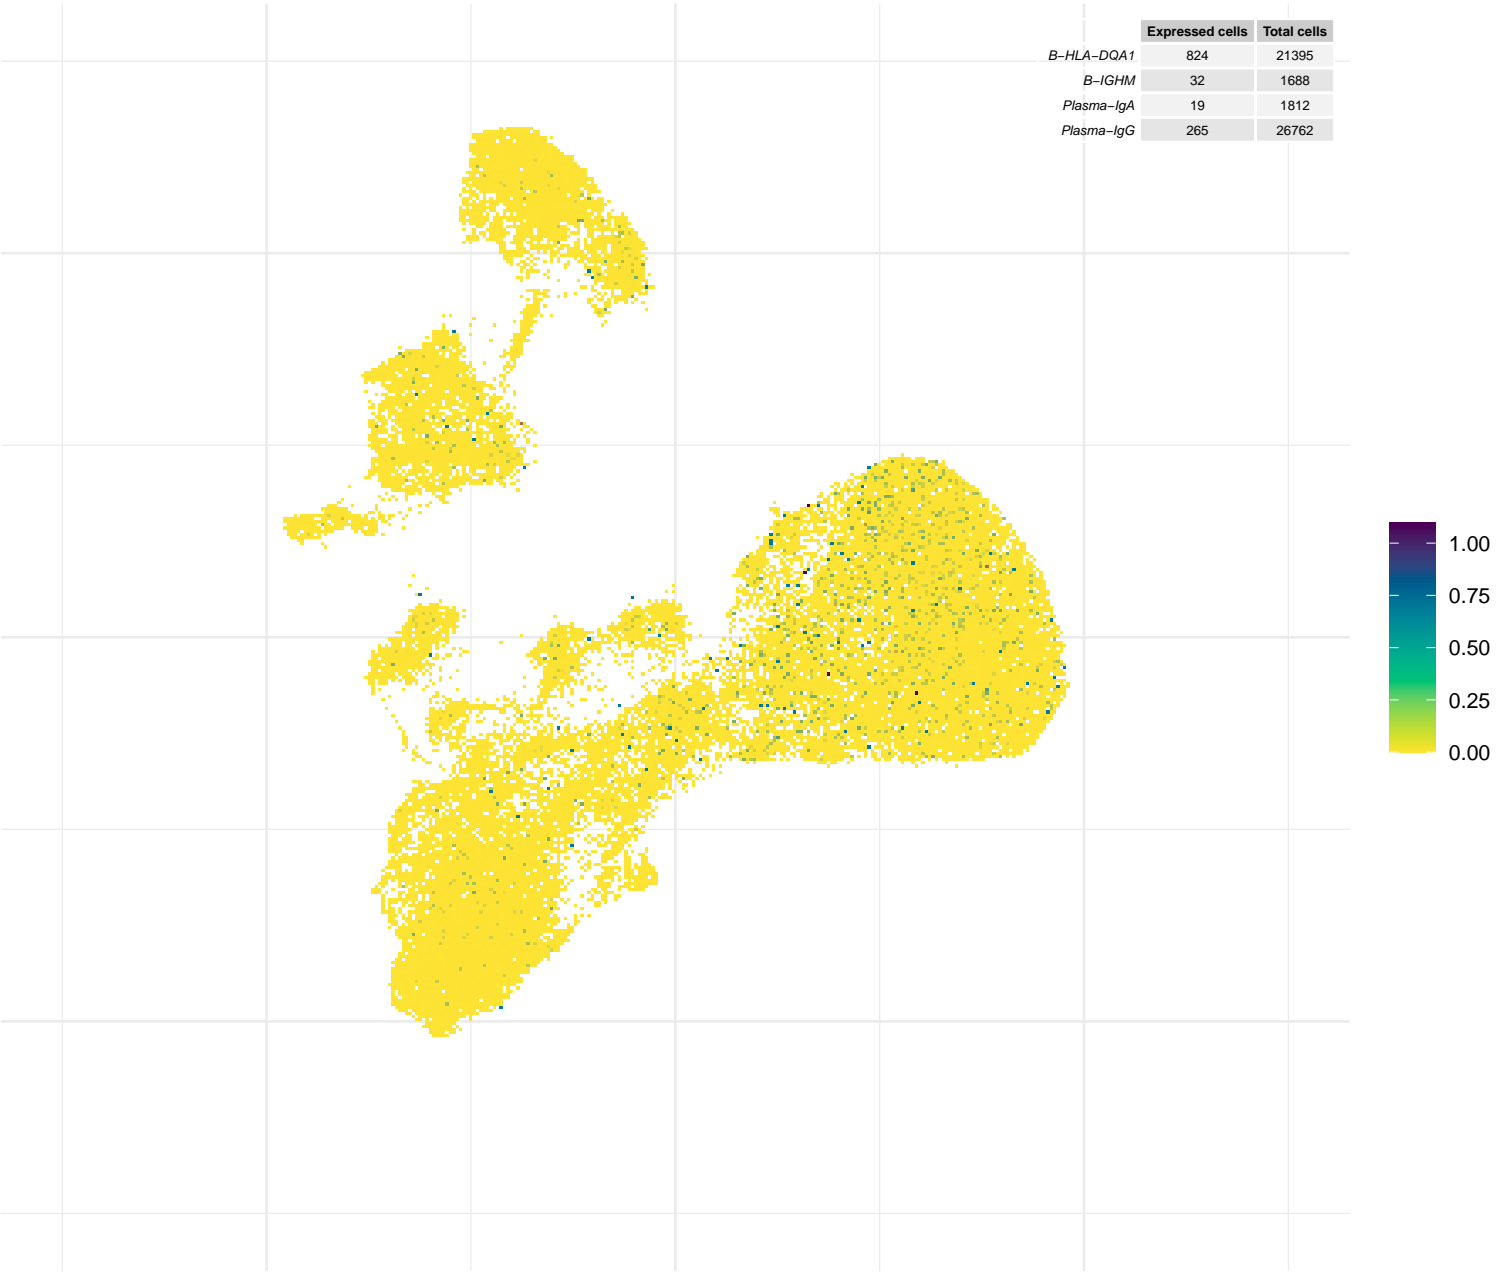 Expressed cells Total cells
B−HLA−DQA1 824 21395
B−IGHM 32 1688
Plasma−IgA 19 1812
Plasma−IgG 265 26762
1.00
0.75
0.50
0.25
0.00